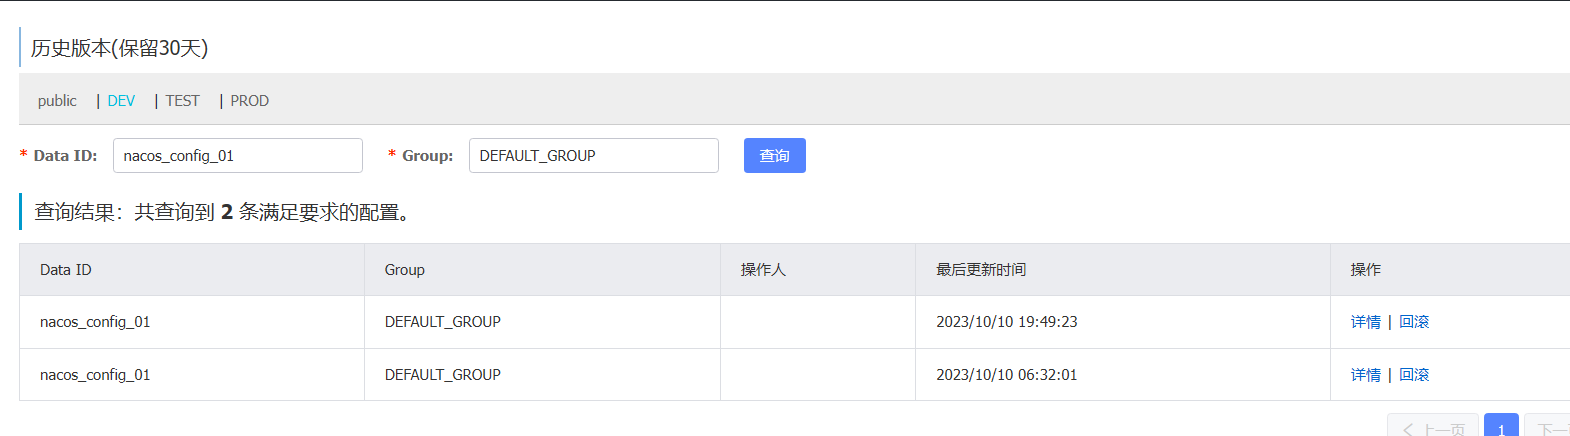 历史版本(保留30天)
public | DEV | TEST | PROD
* Data ID: nacos_config_01 * Group: DEFAULT_GROUP 查询
查询结果：共查询到 2 条满足要求的配置。
Data ID Group 操作人 最后更新时间 操作
nacos_config_01 DEFAULT_GROUP 2023/10/10 19:49:23 详情 | 回滚
nacos_config_01 DEFAULT_GROUP 2023/10/10 06:32:01 详情 | 回滚
上一页 1 下一